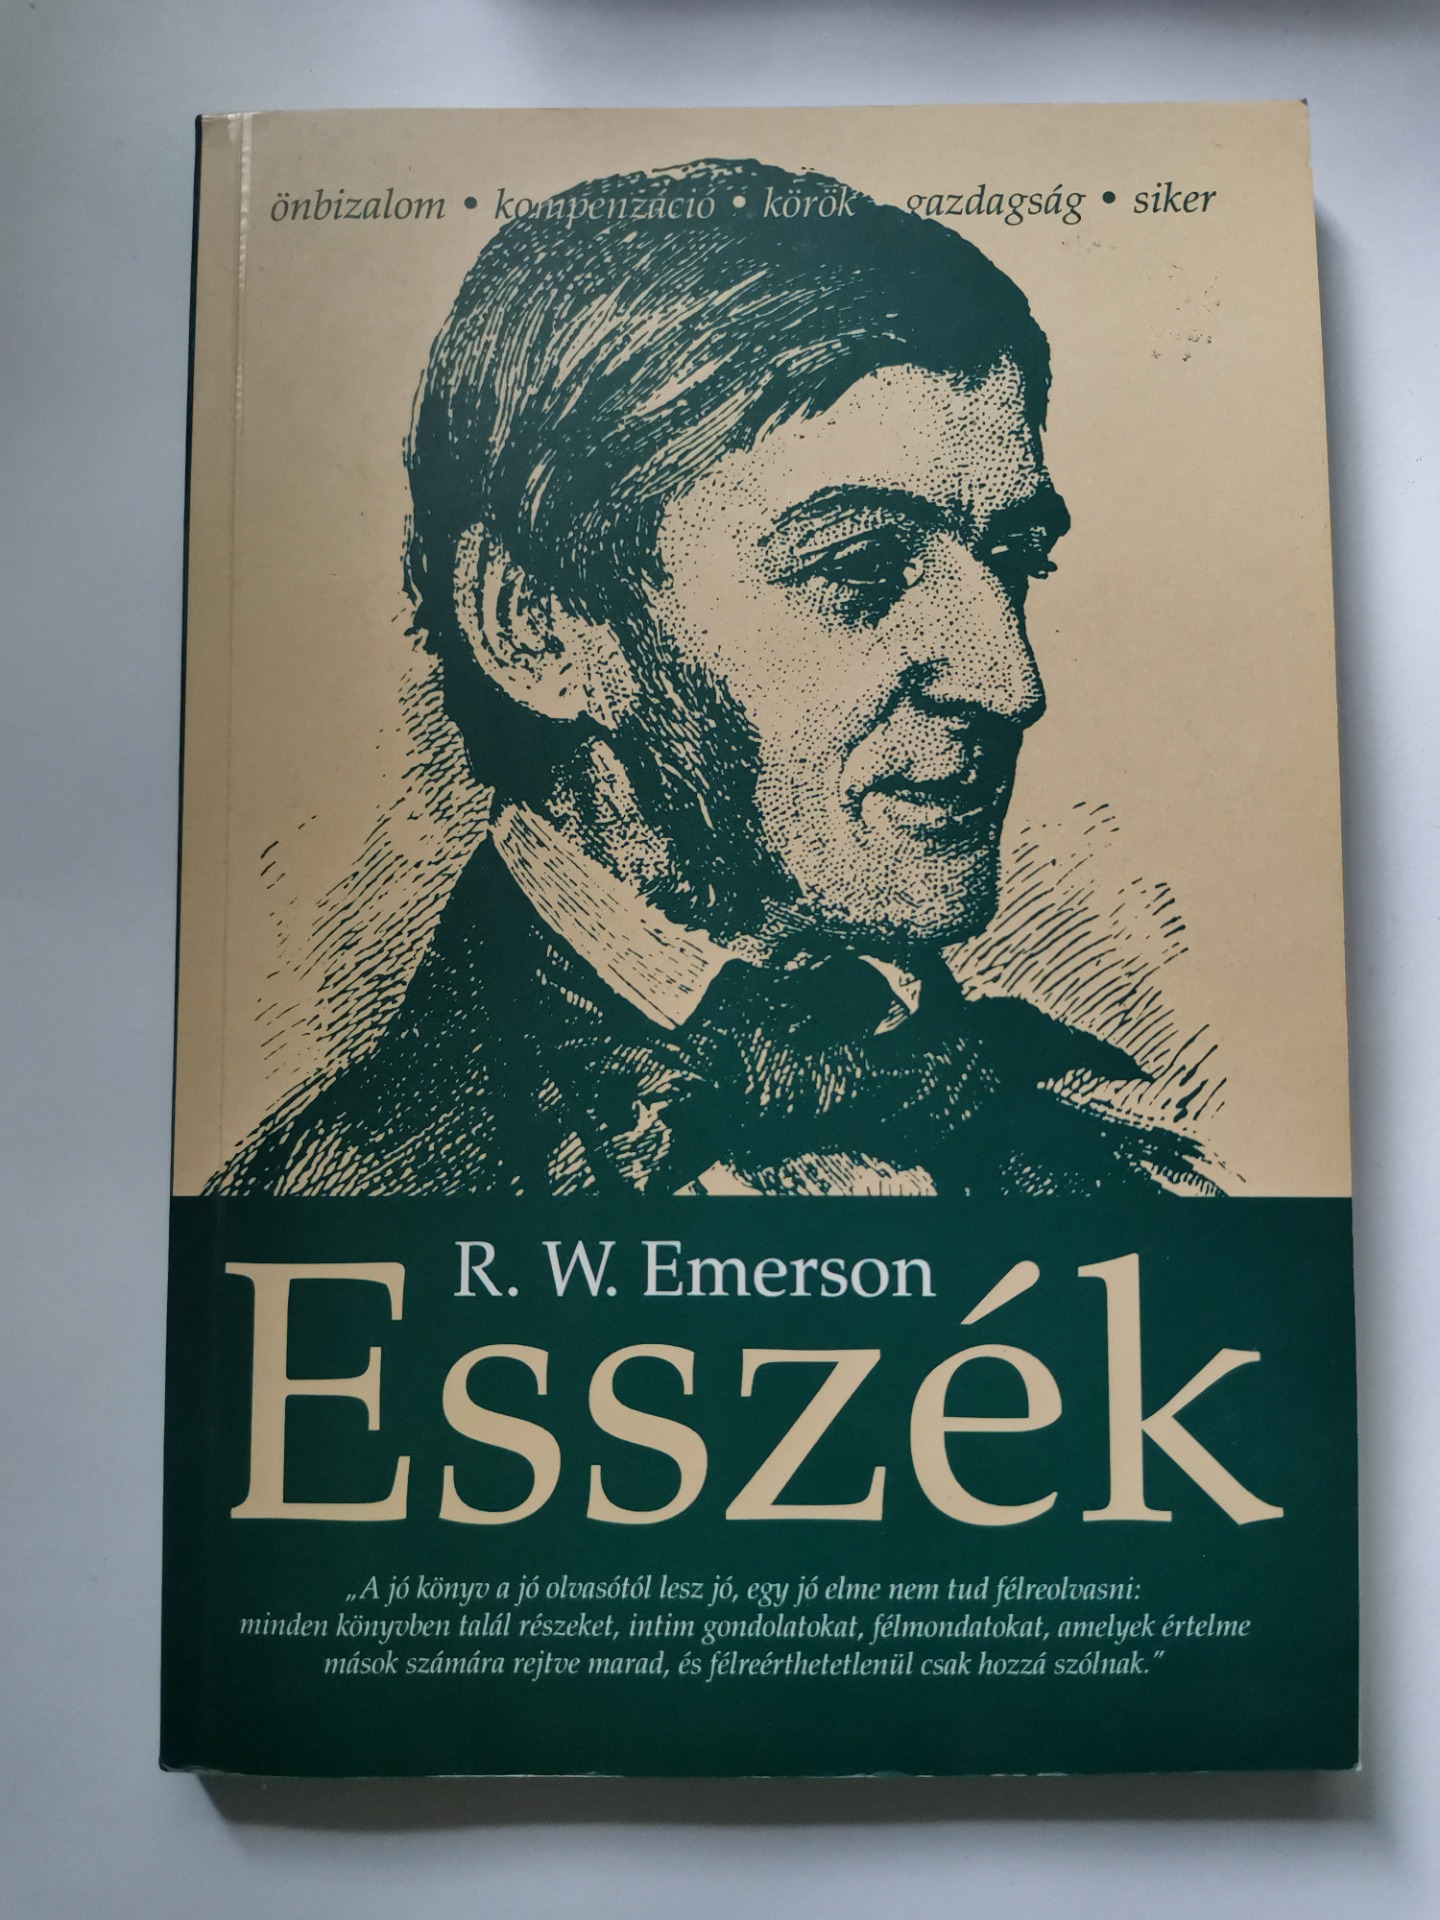 önbizalom • kompenzáció • körök • gazdagság • siker
R. W. Emerson
Esszék
„A jó könyv a jó olvasótól lesz jó, egy jó elme nem tud félreolvasni:
minden könyvben talál részeket, intim gondolatokat, félmondatokat, amelyek értelme
mások számára rejtve marad, és félreérthetetlenül csak hozzá szólnak.”